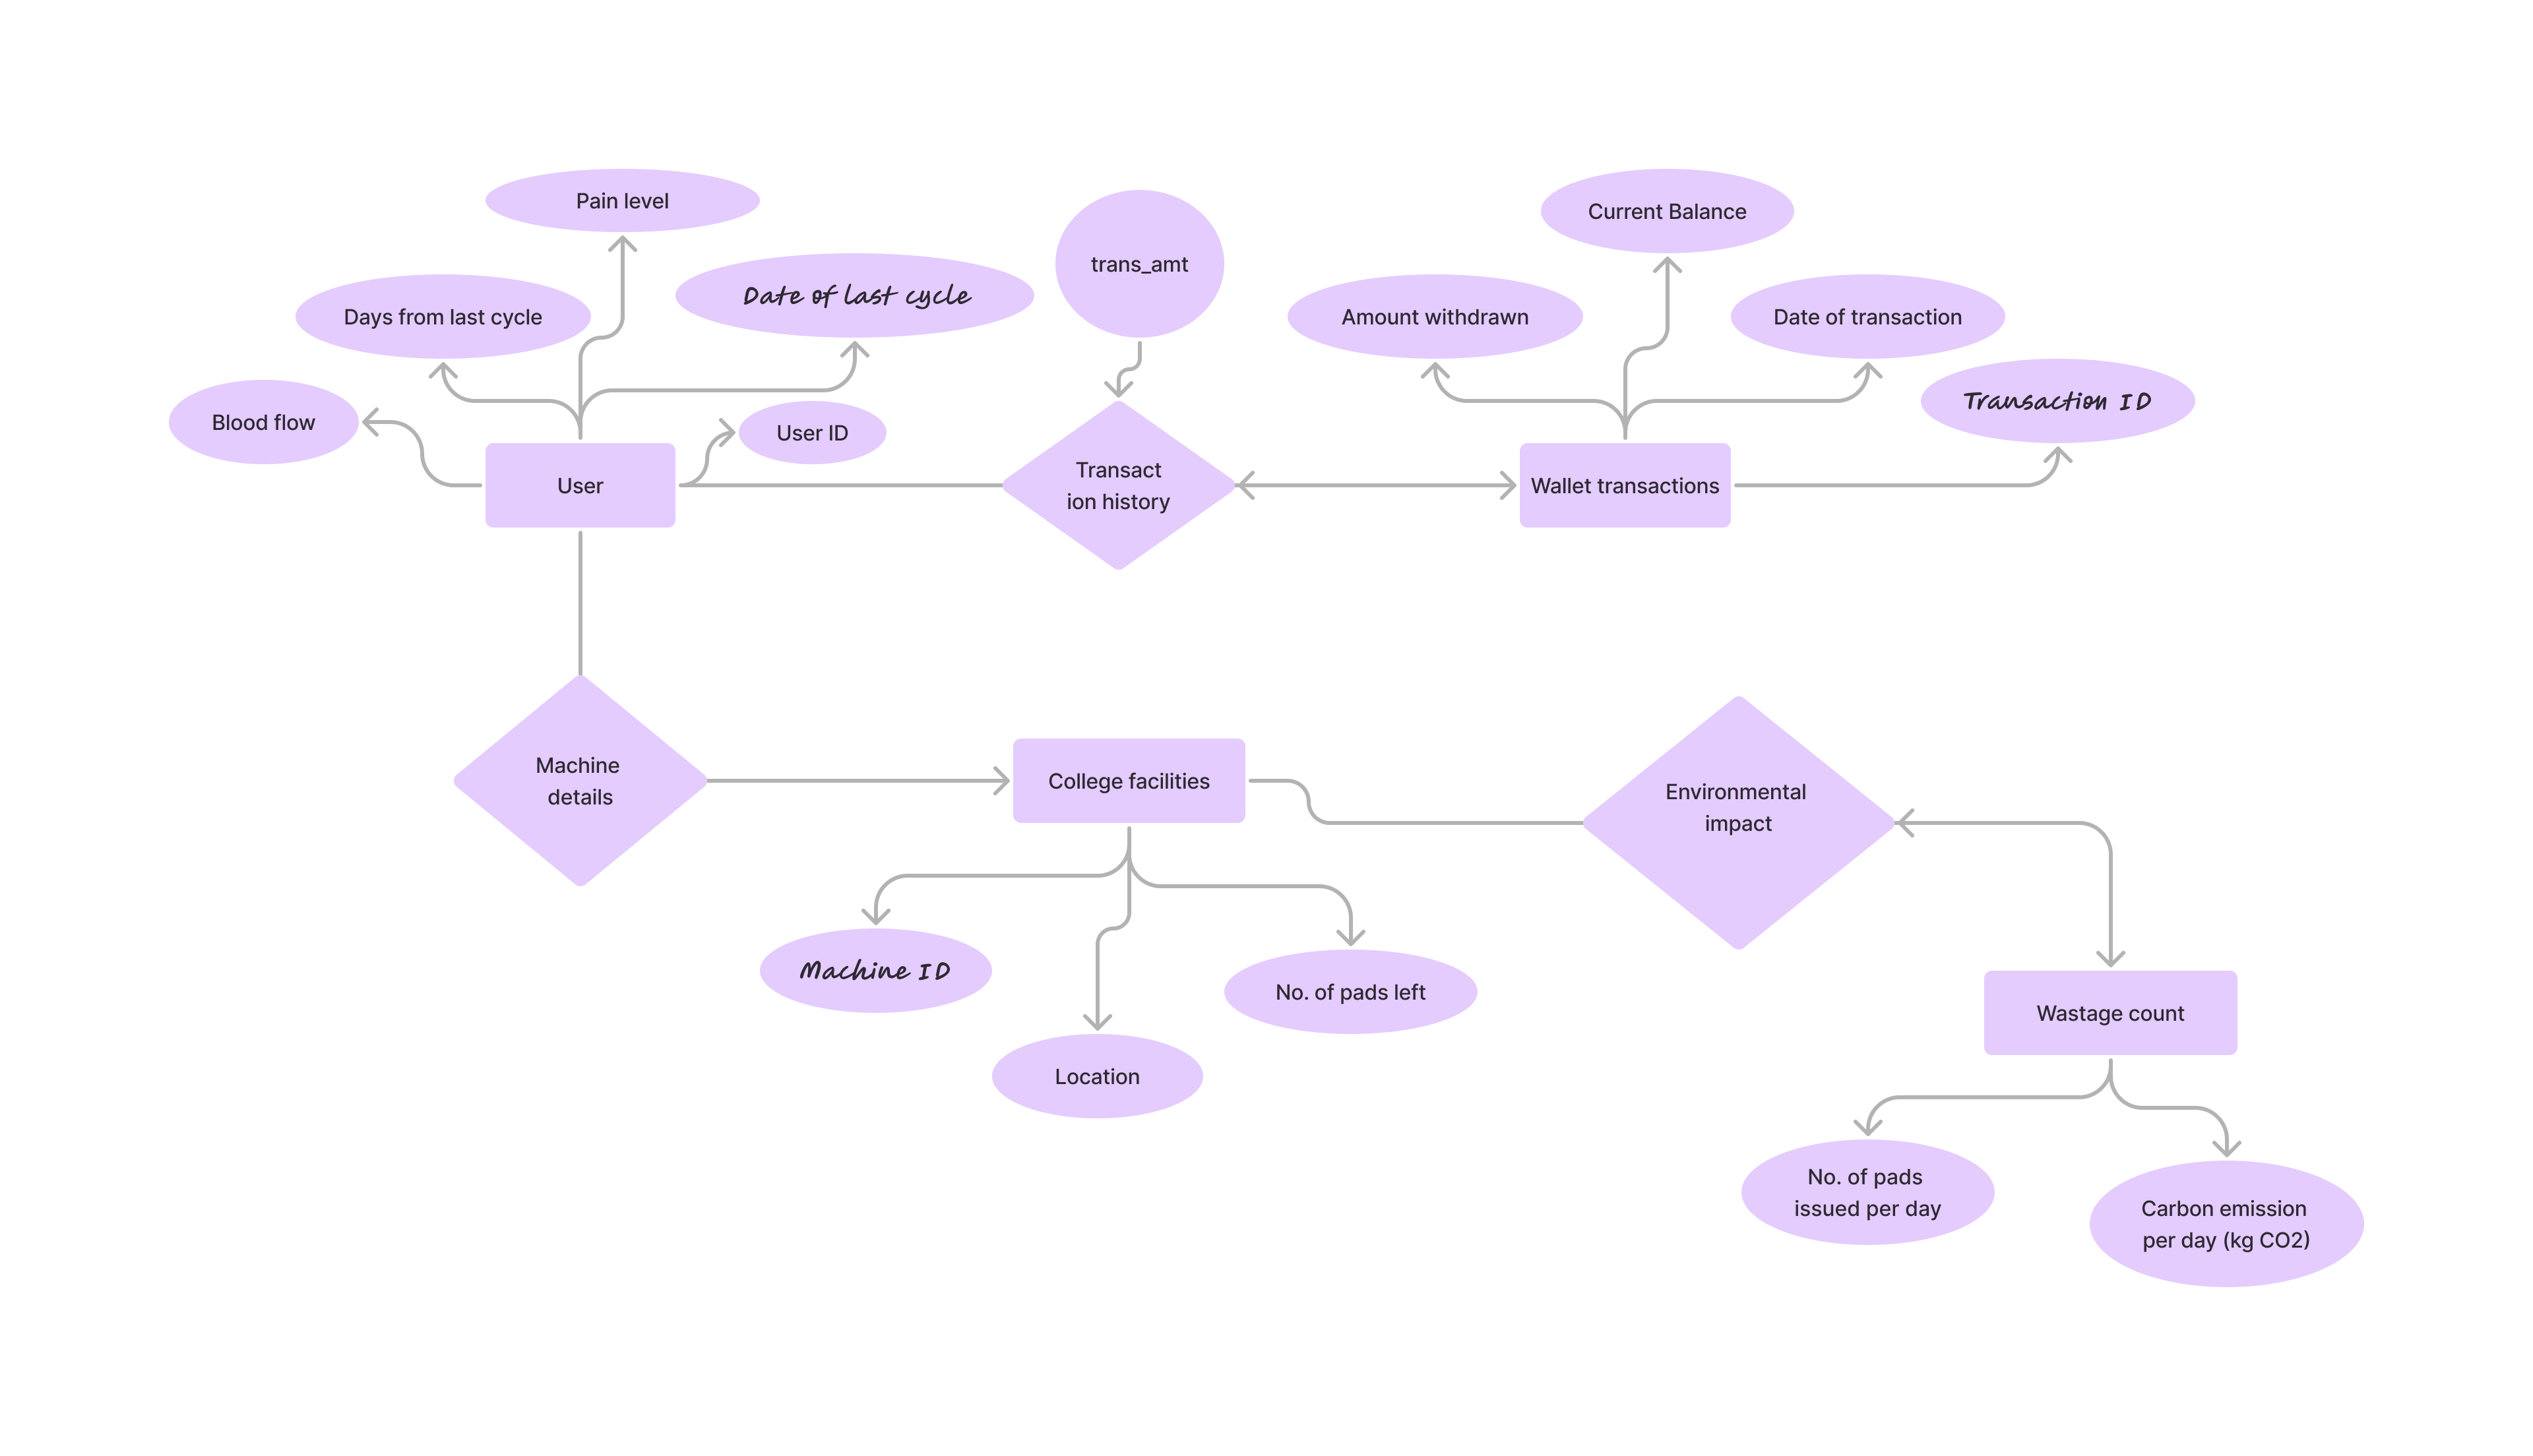 Pain level
Current Balance
trans_amt
Date of last cycle
Days from last cycle
Amount withdrawn
Date of transaction
Transaction ID
Blood flow
User ID
User
Transact
ion history
Wallet transactions
Machine
details
College facilities
Environmental
impact
Machine ID
No. of pads left
Location
Wastage count
No. of pads
issued per day
Carbon emission
per day (kg CO2)